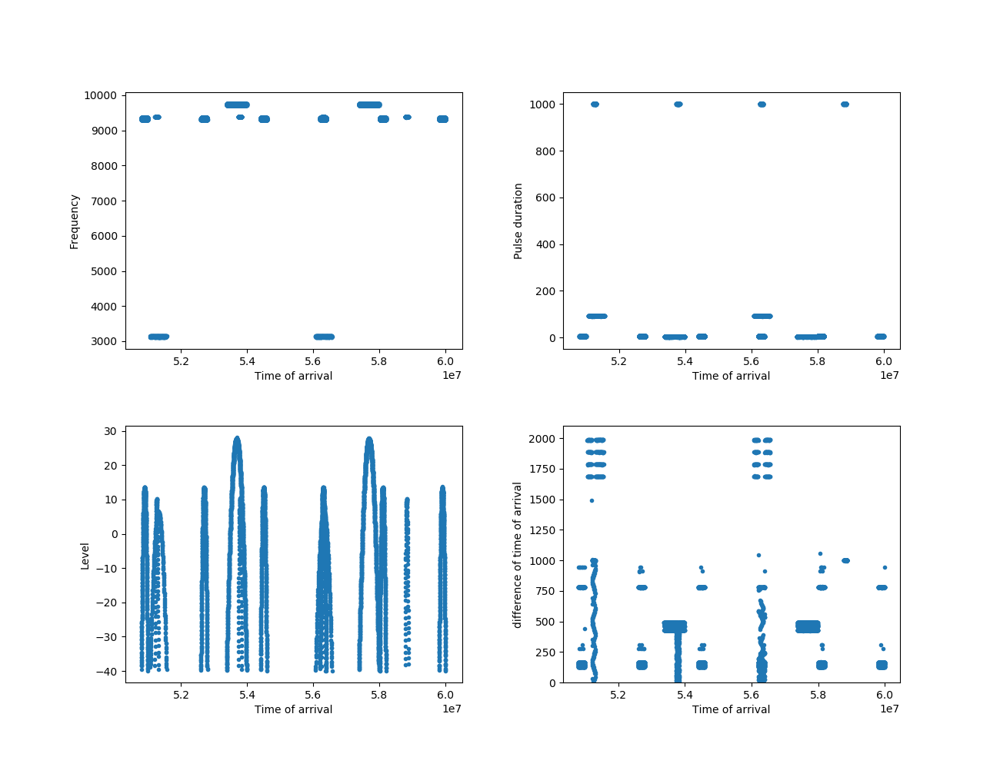 10000
9000
8000
7000
6000
5000
4000
3000
Frequency
5.2 5.4 5.6 5.8 6.0
Time of arrival 1e7
1000
800
600
400
200
0
Pulse duration
5.2 5.4 5.6 5.8 6.0
Time of arrival 1e7
30
20
10
0
−10
−20
−30
−40
Level
5.2 5.4 5.6 5.8 6.0
Time of arrival 1e7
2000
1750
1500
1250
1000
750
500
250
0
difference of time of arrival
5.2 5.4 5.6 5.8 6.0
Time of arrival 1e7